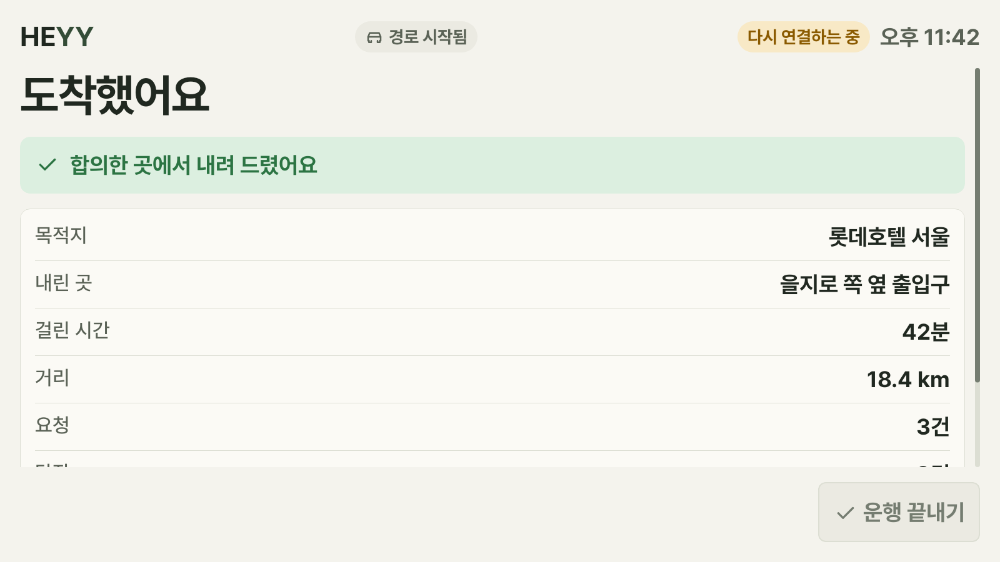 HEYY
경로 시작됨
다시 연결하는 중
오후 11:42
도착했어요
합의한 곳에서 내려 드렸어요
목적지 롯데호텔 서울
내린 곳 을지로 쪽 옆 출입구
걸린 시간 42분
거리 18.4 km
요청 3건
운행 끝내기